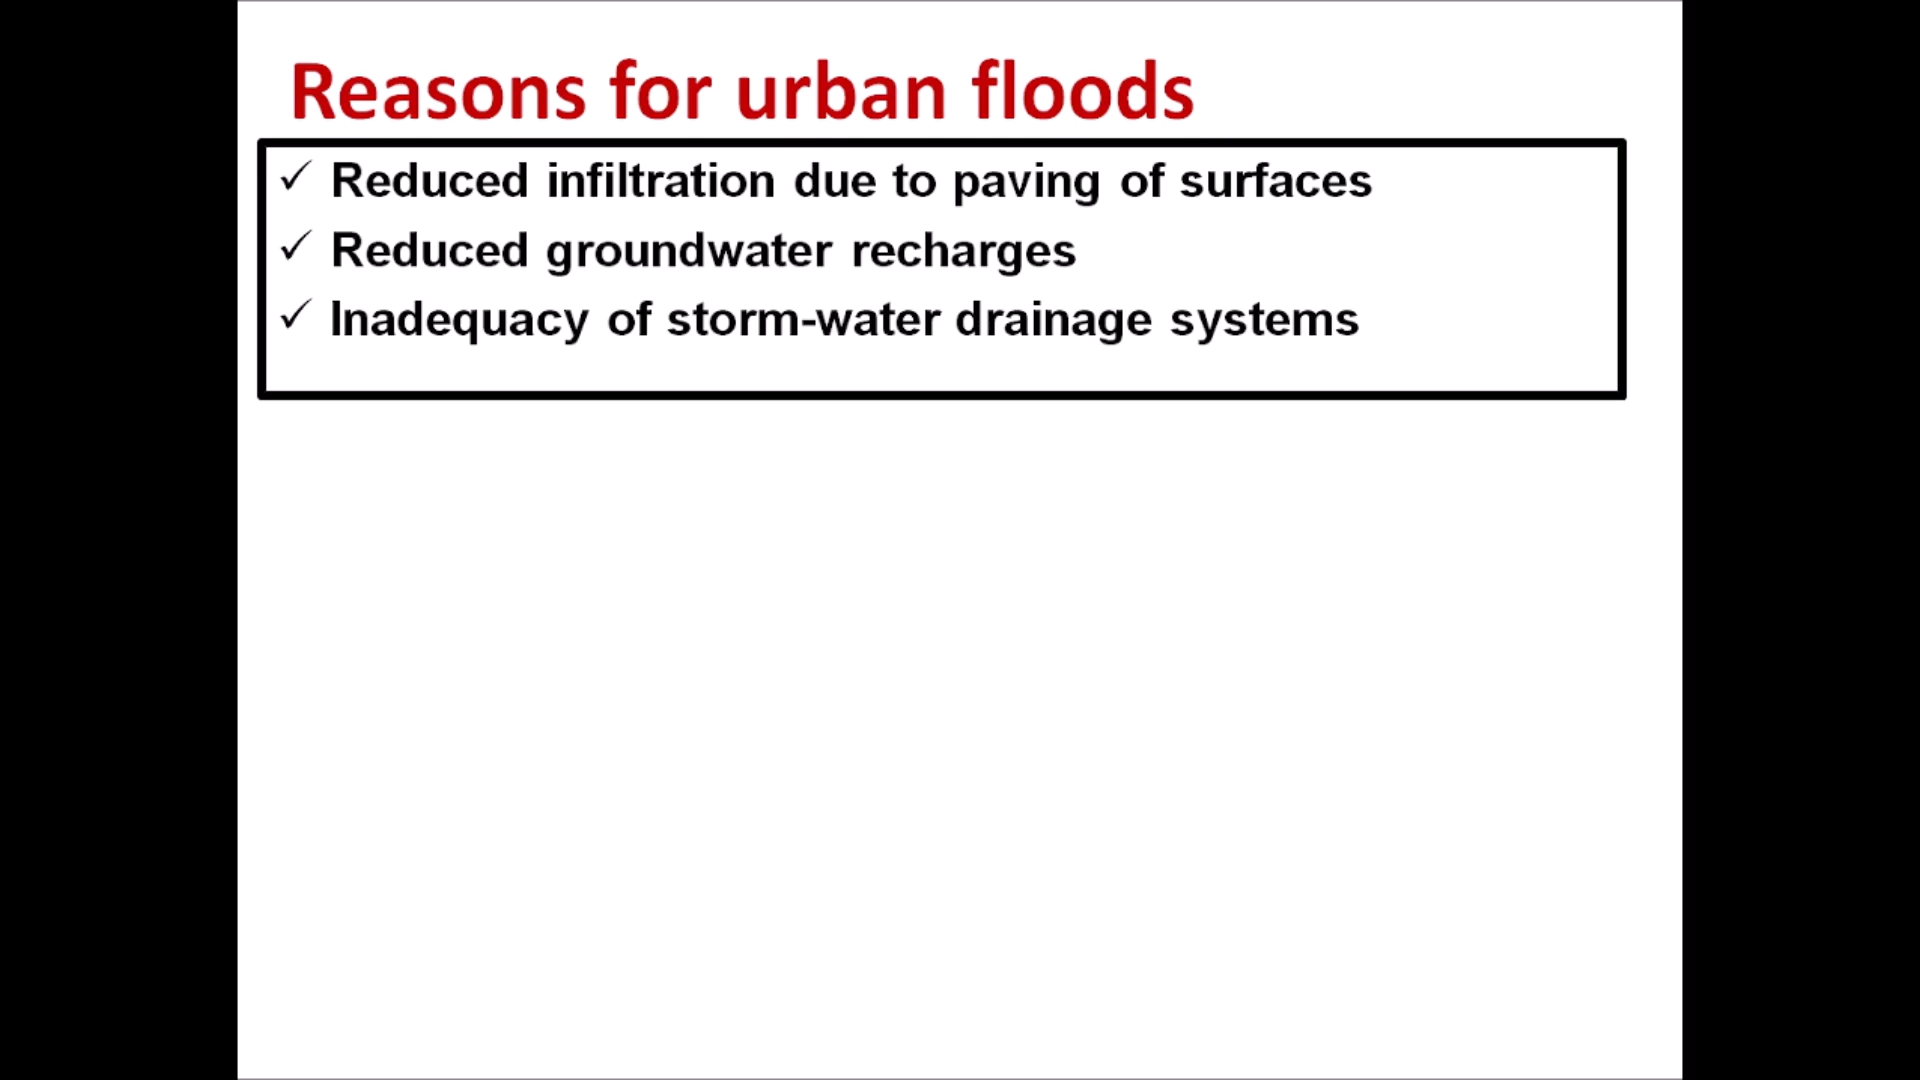 Reasons for urban floods
✓ Reduced infiltration due to paving of surfaces
✓ Reduced groundwater recharges
✓ Inadequacy of storm-water drainage systems